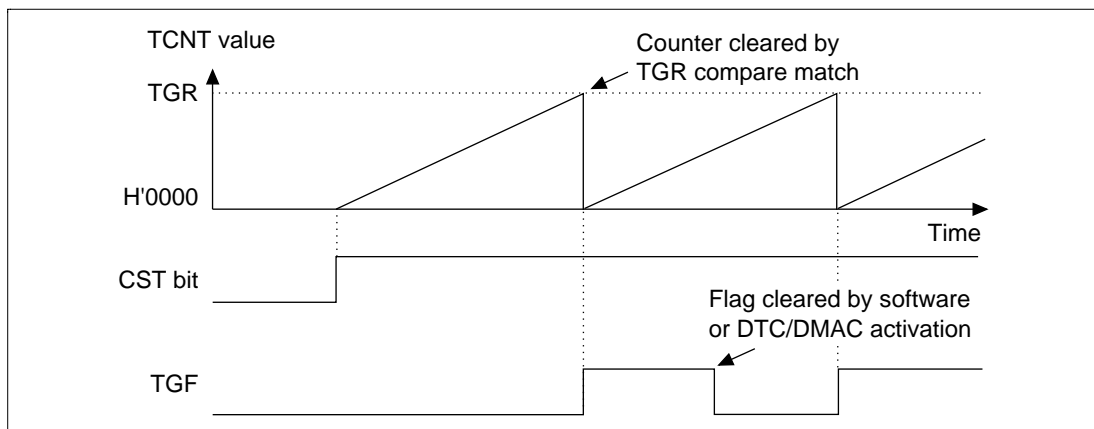 TCNT value
Counter cleared by
TGR compare match
TGR
H'0000
Time
CST bit
Flag cleared by software
or DTC/DMAC activation
TGF